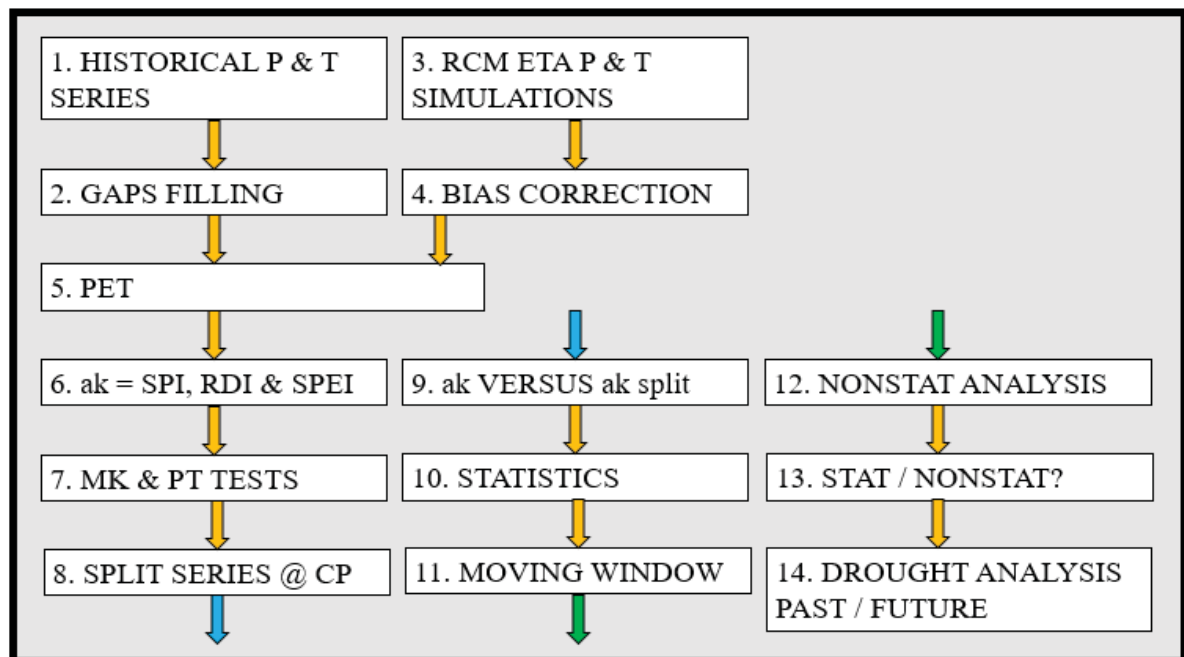 1. HISTORICAL P & T
SERIES
3. RCM ETA P & T
SIMULATIONS
2. GAPS FILLING
4. BIAS CORRECTION
5. PET
6. ak = SPI, RDI & SPEI
9. ak VERSUS ak split
12. NONSTAT ANALYSIS
7. MK & PT TESTS
10. STATISTICS
13. STAT / NONSTAT?
8. SPLIT SERIES @ CP
11. MOVING WINDOW
14. DROUGHT ANALYSIS
PAST / FUTURE